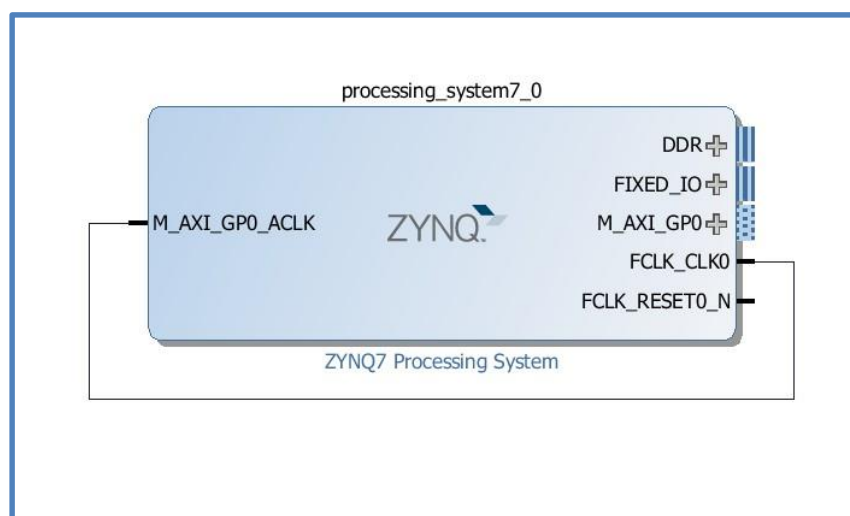 processing_system7_0
DDR
FIXED_IO
M_AXI_GP0_ACLK
ZYNQ
M_AXI_GP0
FCLK_CLK0
FCLK_RESET0_N
ZYNQ7 Processing System